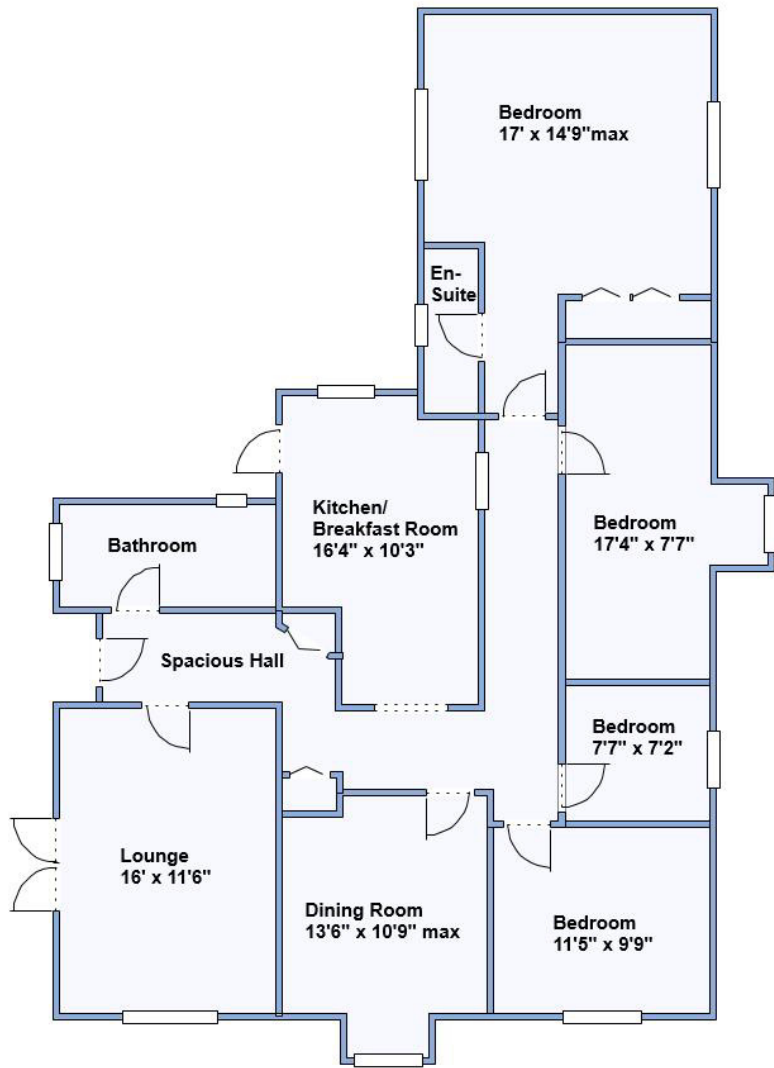 Bedroom
17' x 14'9"max
En-
Suite
Kitchen/
Breakfast Room
16'4" x 10'3"
Bedroom
17'4" x 7'7"
Bathroom
Spacious Hall
Bedroom
7'7" x 7'2"
Lounge
16' x 11'6"
Dining Room
13'6" x 10'9" max
Bedroom
11'5" x 9'9"